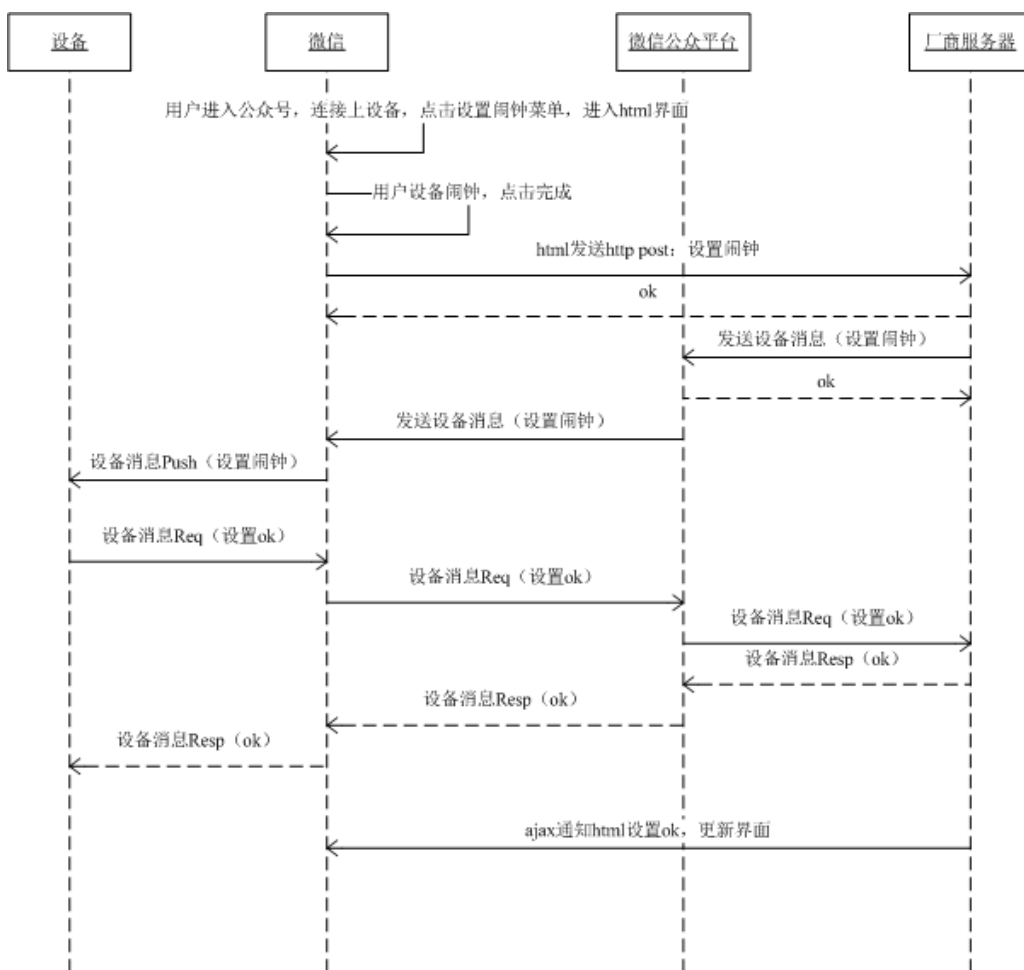 设备
微信
微信公众平台
厂商服务器
用户进入公众号，连接上设备，点击设置闹钟菜单，进入html界面
用户设备闹钟，点击完成
html发送http post：设置闹钟
ok
发送设备消息（设置闹钟）
ok
发送设备消息（设置闹钟）
设备消息Push（设置闹钟）
设备消息Req（设置ok）
设备消息Req（设置ok）
设备消息Req（设置ok）
设备消息Resp（ok）
设备消息Resp（ok）
设备消息Resp（ok）
ajax通知html设置ok，更新界面